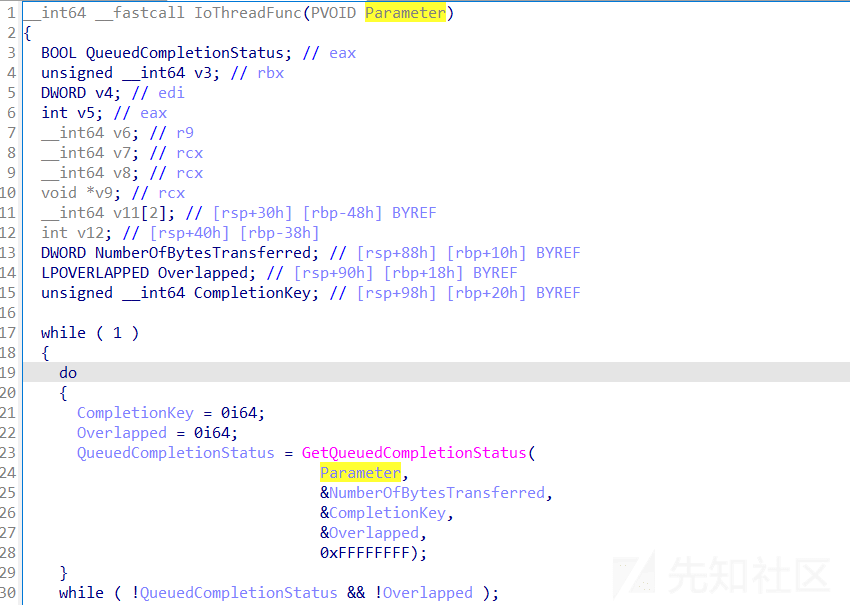 1 __int64 __fastcall IoThreadFunc(PVOID Parameter)
2 {
3 BOOL QueuedCompletionStatus; // eax
4 unsigned __int64 v3; // rbx
5 DWORD v4; // edi
6 int v5; // eax
7 __int64 v6; // r9
8 __int64 v7; // rcx
9 __int64 v8; // rcx
10 void *v9; // rcx
11 __int64 v11[2]; // [rsp+30h] [rbp-48h] BYREF
12 int v12; // [rsp+40h] [rbp-38h]
13 DWORD NumberOfBytesTransferred; // [rsp+88h] [rbp+10h] BYREF
14 LPOVERLAPPED Overlapped; // [rsp+90h] [rbp+18h] BYREF
15 unsigned __int64 CompletionKey; // [rsp+98h] [rbp+20h] BYREF
16
17 while ( 1 )
18 {
19 do
20 {
21 CompletionKey = 0i64;
22 Overlapped = 0i64;
23 QueuedCompletionStatus = GetQueuedCompletionStatus(
24 Parameter,
25 &NumberOfBytesTransferred,
26 &CompletionKey,
27 &Overlapped,
28 0xFFFFFFFF);
29 }
30 while ( !QueuedCompletionStatus && !Overlapped );
先知社区